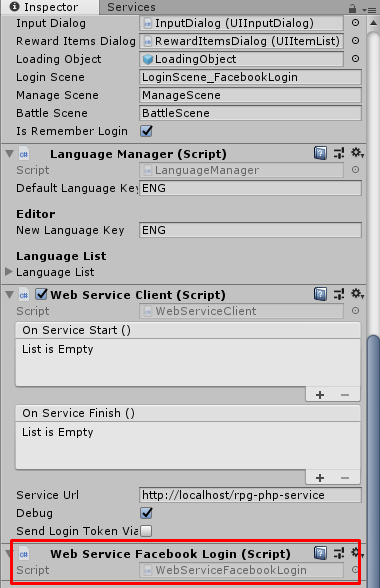 Inspector Services
Input Dialog InputDialog (UIInputDialog)
Reward Items Dialog RewardItemsDialog (UIItemList)
Loading Object LoadingObject
Login Scene LoginScene_FacebookLogin
Manage Scene ManageScene
Battle Scene BattleScene
Is Remember Login
Language Manager (Script)
Script LanguageManager
Default Language Key ENG
Editor
New Language Key ENG
Language List
Language List
Web Service Client (Script)
Script WebServiceClient
On Service Start ()
List is Empty
+ −
On Service Finish ()
List is Empty
+ −
Service Url http://localhost/rpg-php-service
Debug
Send Login Token Via
Web Service Facebook Login (Script)
Script WebServiceFacebookLogin